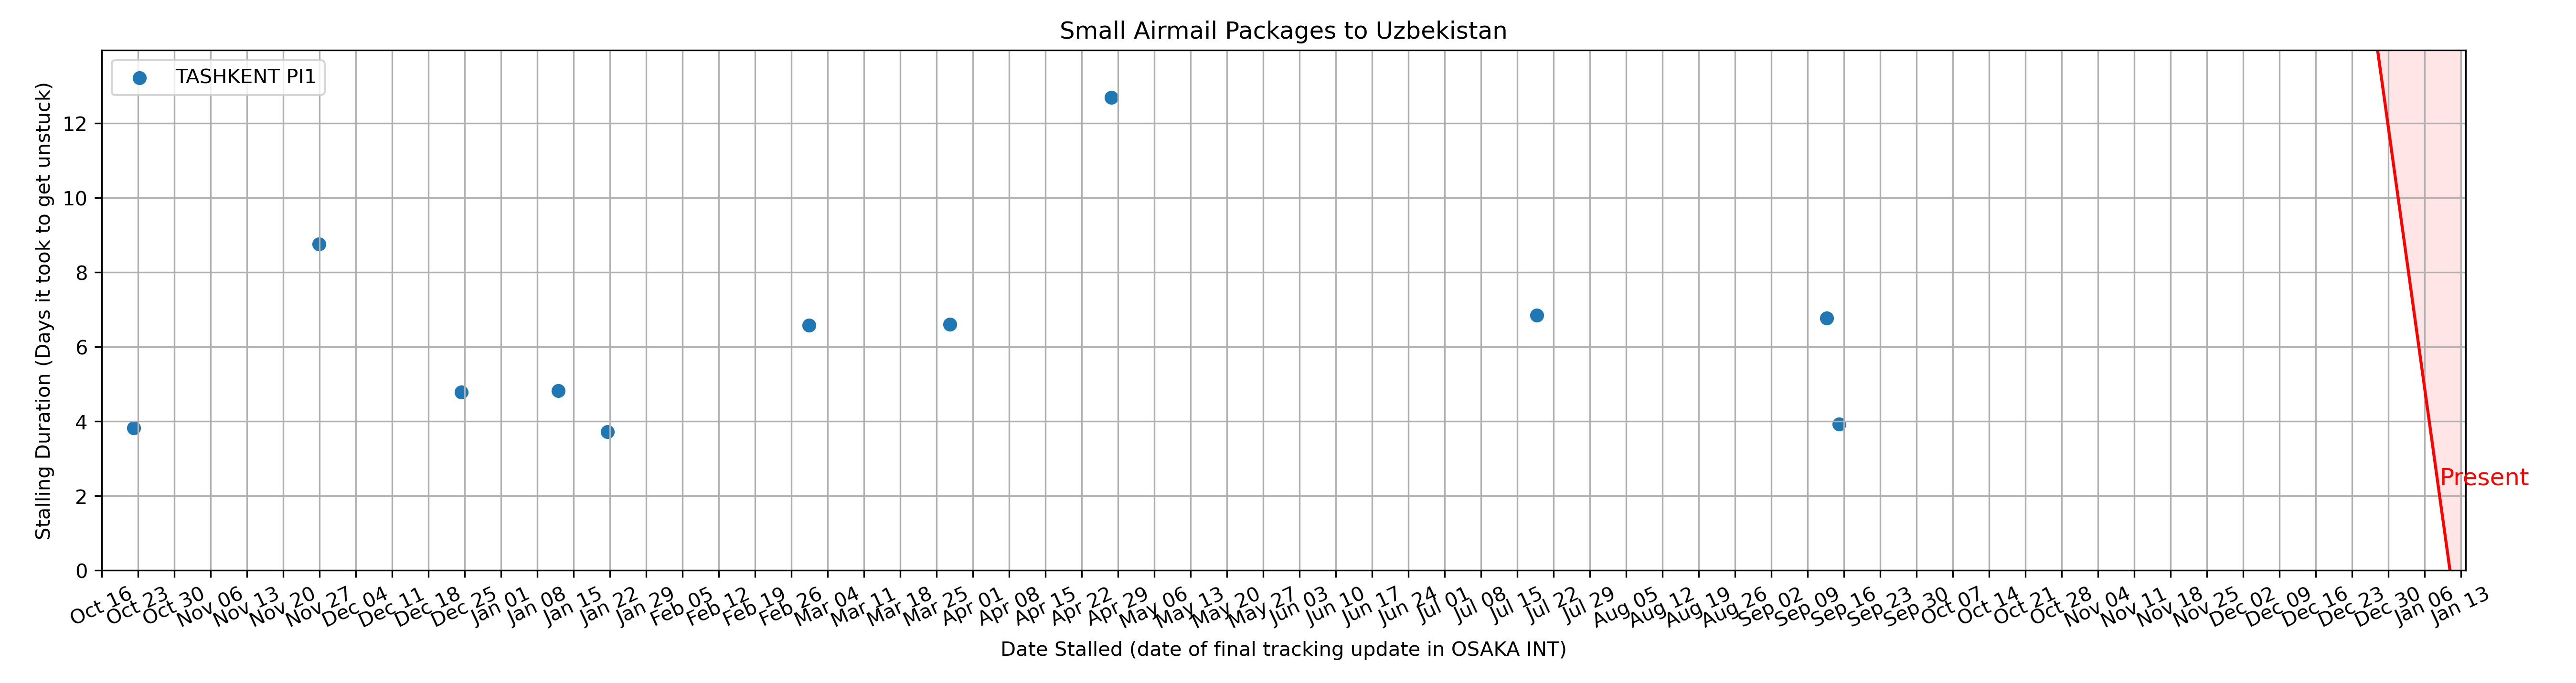 Small Airmail Packages to Uzbekistan
TASHKENT PI1
Stalling Duration (Days it took to get unstuck)
12
10
8
6
4
2
0
Present
Oct 16 Oct 23 Oct 30 Nov 06 Nov 13 Nov 20 Nov 27 Dec 04 Dec 11 Dec 18 Dec 25 Jan 01 Jan 08 Jan 15 Jan 22 Jan 29 Feb 05 Feb 12 Feb 19 Feb 26 Mar 04 Mar 11 Mar 18 Mar 25 Apr 01 Apr 08 Apr 15 Apr 22 Apr 29 May 06 May 13 May 20 May 27 Jun 03 Jun 10 Jun 17 Jun 24 Jul 01 Jul 08 Jul 15 Jul 22 Jul 29 Aug 05 Aug 12 Aug 19 Aug 26 Sep 02 Sep 09 Sep 16 Sep 23 Sep 30 Oct 07 Oct 14 Oct 21 Oct 28 Nov 04 Nov 11 Nov 18 Nov 25 Dec 02 Dec 09 Dec 16 Dec 23 Dec 30 Jan 06 Jan 13
Date Stalled (date of final tracking update in OSAKA INT)